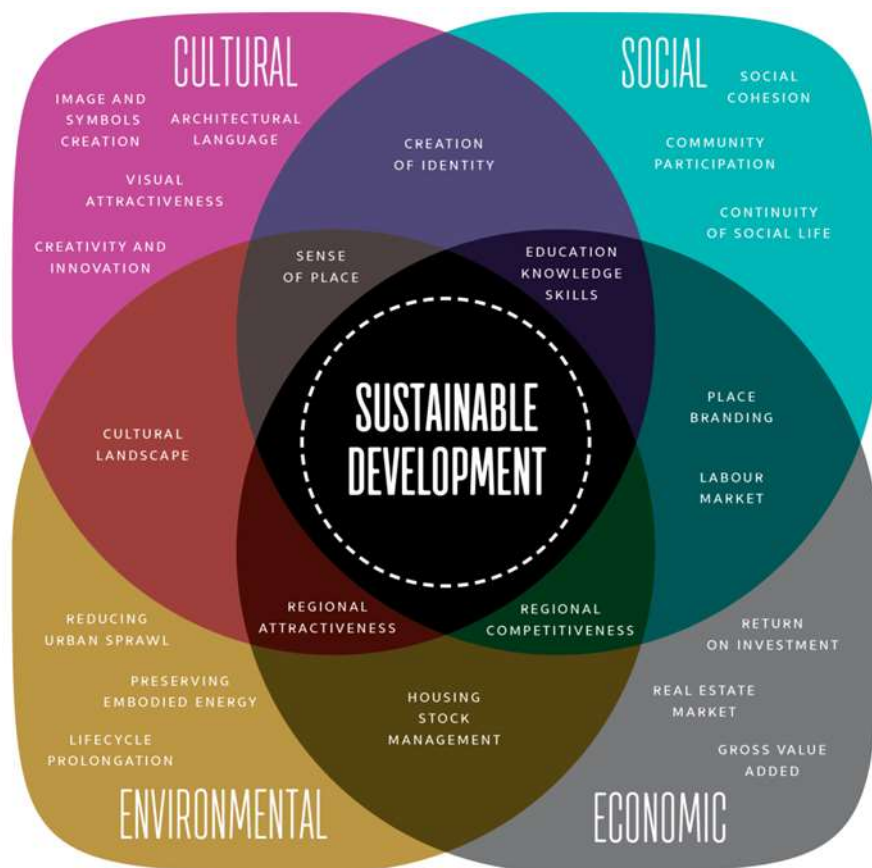 CULTURAL
IMAGE AND
SYMBOLS
CREATION
ARCHITECTURAL
LANGUAGE
VISUAL
ATTRACTIVENESS
CREATIVITY AND
INNOVATION
CREATION
OF IDENTITY
SOCIAL
SOCIAL
COHESION
COMMUNITY
PARTICIPATION
CONTINUITY
OF SOCIAL LIFE
SENSE
OF PLACE
EDUCATION
KNOWLEDGE
SKILLS
CULTURAL
LANDSCAPE
SUSTAINABLE
DEVELOPMENT
PLACE
BRANDING
LABOUR
MARKET
REGIONAL
ATTRACTIVENESS
REGIONAL
COMPETITIVENESS
REDUCING
URBAN SPRAWL
PRESERVING
EMBODIED ENERGY
LIFECYCLE
PROLONGATION
ENVIRONMENTAL
HOUSING
STOCK
MANAGEMENT
RETURN
ON INVESTMENT
REAL ESTATE
MARKET
GROSS VALUE
ADDED
ECONOMIC